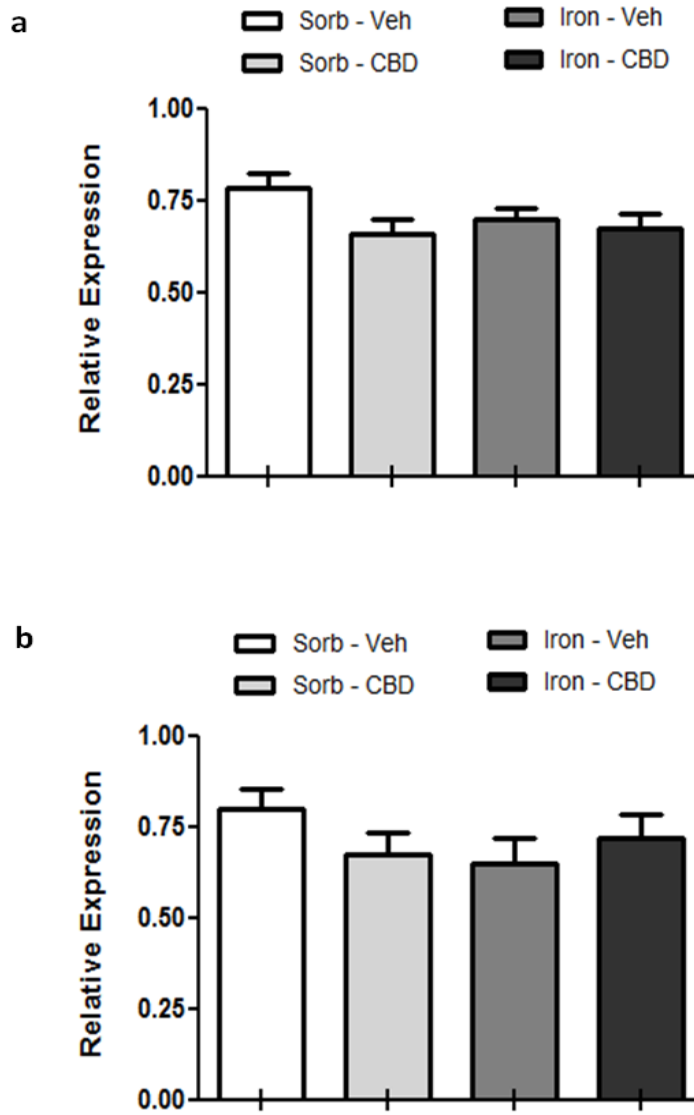 a
Sorb - Veh Iron - Veh
Sorb - CBD Iron - CBD
1.00
0.75
0.50
0.25
0.00
Relative Expression
b
Sorb - Veh Iron - Veh
Sorb - CBD Iron - CBD
1.00
0.75
0.50
0.25
0.00
Relative Expression